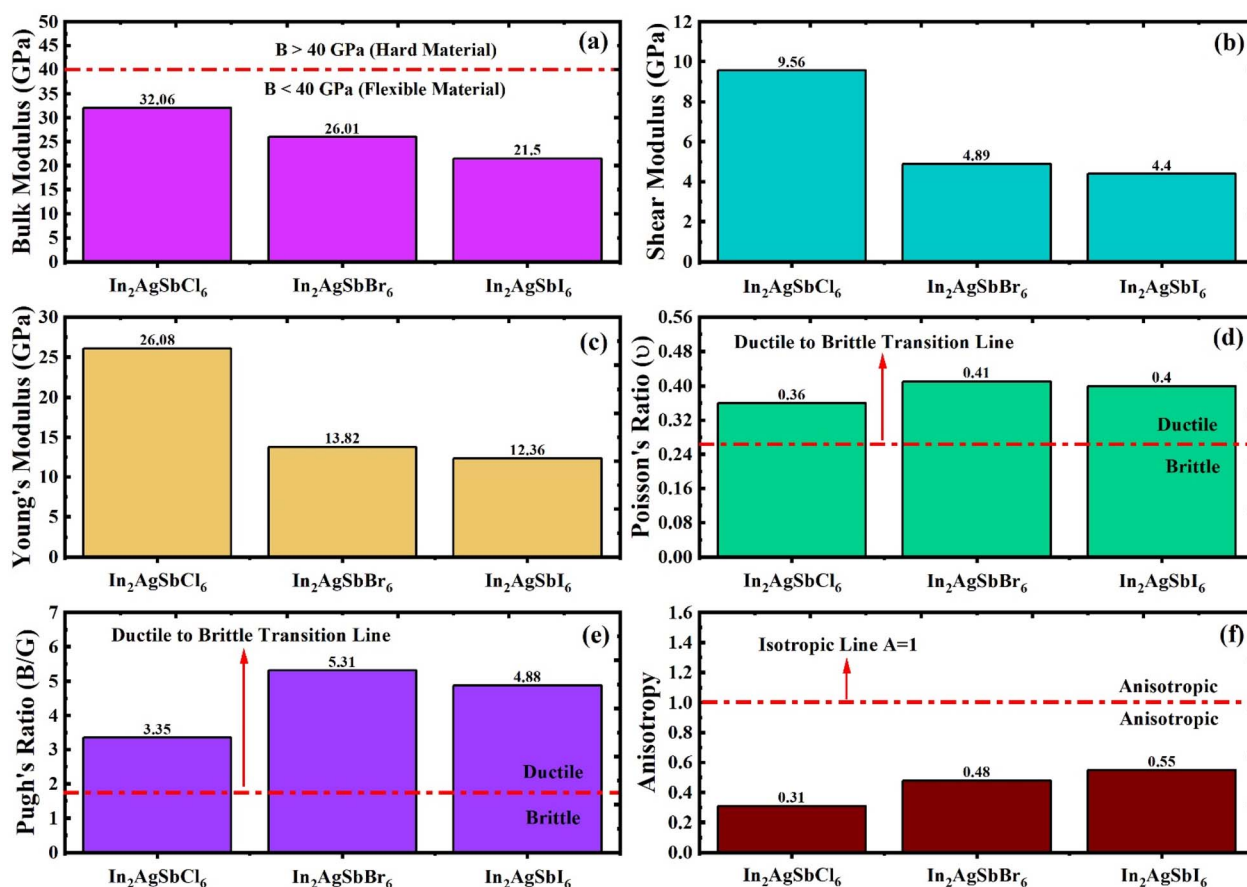 50
45
40
35
30
25
20
15
10
5
0
Bulk Modulus (GPa)
(a)
B > 40 GPa (Hard Material)
B < 40 GPa (Flexible Material)
32.06
26.01
21.5
In₂AgSbCl₆
In₂AgSbBr₆
In₂AgSbI₆
12
10
8
6
4
2
0
Shear Modulus (GPa)
(b)
9.56
4.89
4.4
In₂AgSbCl₆
In₂AgSbBr₆
In₂AgSbI₆
30
25
20
15
10
5
0
Young's Modulus (GPa)
(c)
26.08
13.82
12.36
In₂AgSbCl₆
In₂AgSbBr₆
In₂AgSbI₆
0.56
0.48
0.40
0.32
0.24
0.16
0.08
0.00
Poisson's Ratio (υ)
(d)
Ductile to Brittle Transition Line
0.36
0.41
0.4
Ductile
Brittle
In₂AgSbCl₆
In₂AgSbBr₆
In₂AgSbI₆
7
6
5
4
3
2
1
0
Pugh's Ratio (B/G)
(e)
Ductile to Brittle Transition Line
3.35
5.31
4.88
Ductile
Brittle
In₂AgSbCl₆
In₂AgSbBr₆
In₂AgSbI₆
1.6
1.4
1.2
1.0
0.8
0.6
0.4
0.2
0.0
Anisotropy
(f)
Isotropic Line A=1
Anisotropic
Anisotropic
0.31
0.48
0.55
In₂AgSbCl₆
In₂AgSbBr₆
In₂AgSbI₆